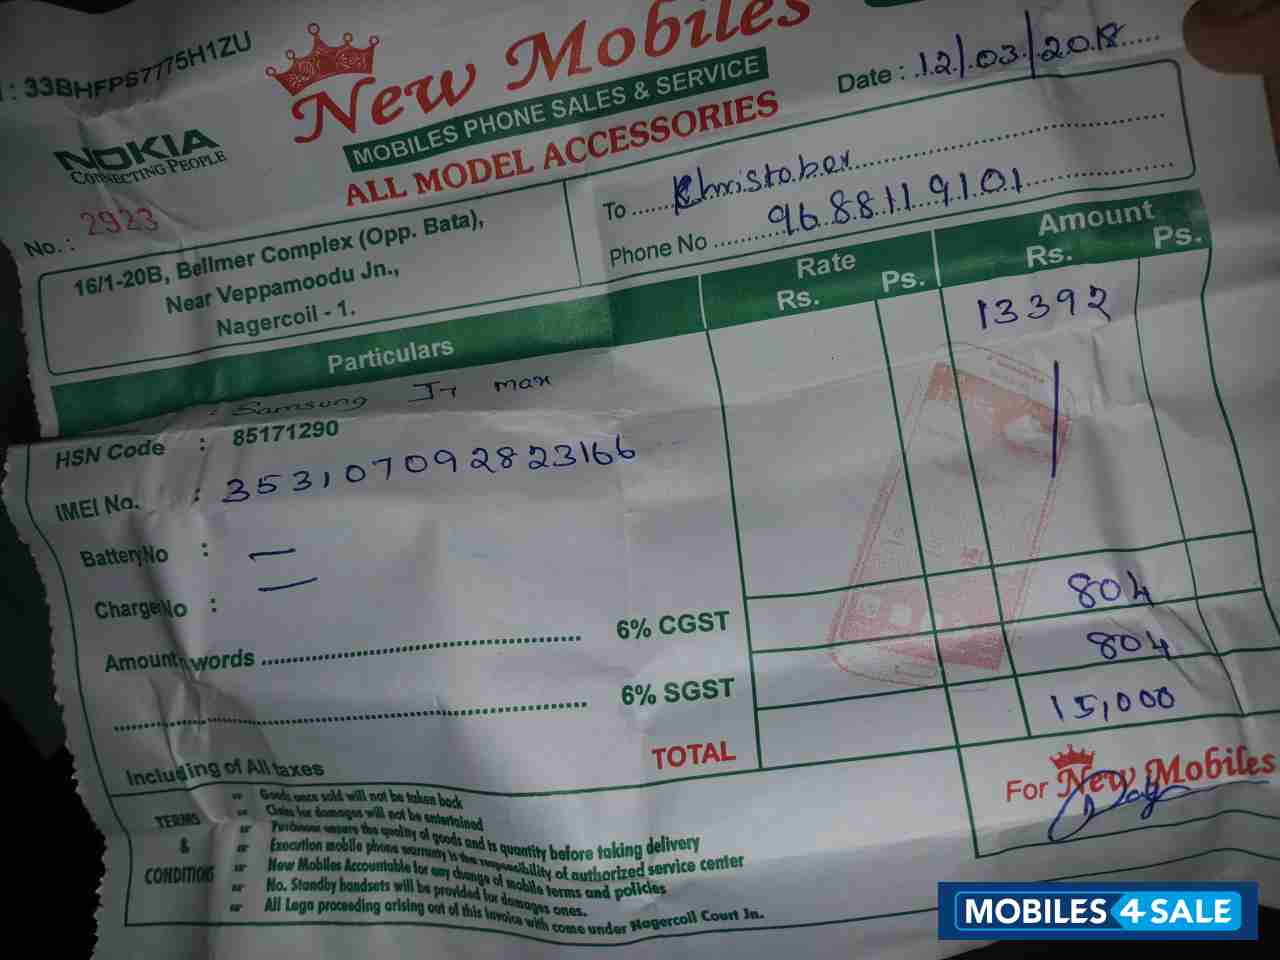 : 33BHFPS7775H1ZU
New Mobiles
MOBILES PHONE SALES & SERVICE
ALL MODEL ACCESSORIES
NOKIA
CONNECTING PEOPLE
Date : 12/03/2018
No. : 2923
16/1-20B, Bellmer Complex (Opp. Bata),
Near Veppamoodu Jn.,
Nagercoil - 1.
To Christober
Phone No 9688119101
Particulars
Rate
Rs. Ps.
Amount
Rs. Ps.
: Samsung J7 max
13392
HSN Code : 85171290
IMEI No. : 353107092823166
Battery No :
Charge No :
Amount words
6% CGST 804
6% SGST 804
TOTAL 15,000
Including of All taxes
For New Mobiles
TERMS
&
CONDITIONS
Goods once sold will not be taken back
Claim for damages will not be entertained
Purchaser ensure the quality of goods and is quantity before taking delivery
Execution mobile phone warranty is the responsibility of authorized service center
New Mobiles Accountable for any change of mobile terms and policies
No. Standby handsets will be provided for damages ones.
All Lega proceeding arising out of this invoice with come under Nagercoil Court Jn.
MOBILES 4 SALE